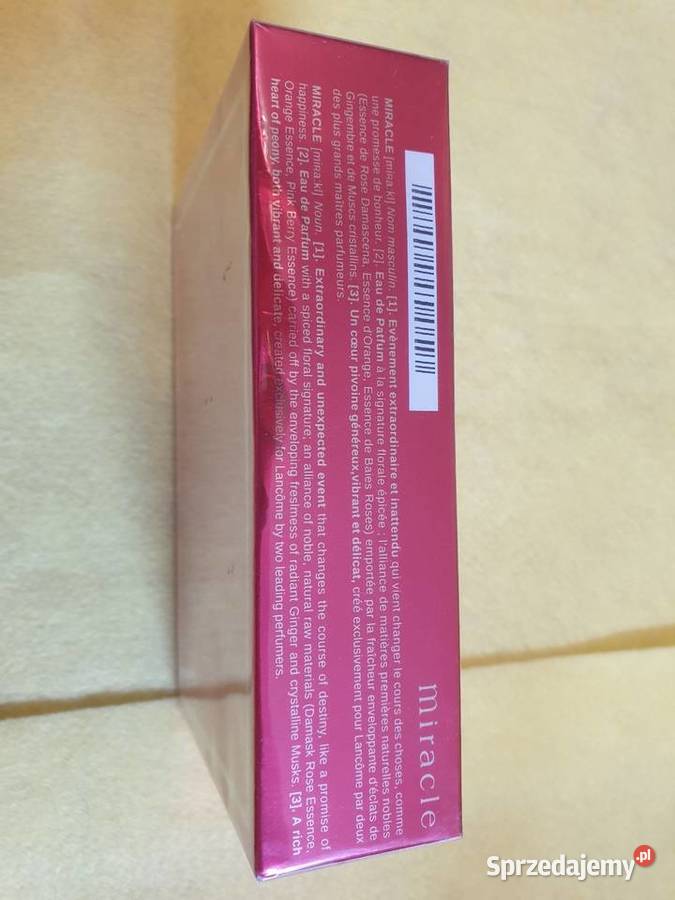 miracle
MIRACLE [miʀa.kl] Nom masculin. [1]. Evènement extraordinaire et inattendu qui vient changer le cours des choses, comme
une promesse de bonheur. [2]. Eau de Parfum à la signature florale épicée ; l'alliance de matières premières naturelles nobles
(Essence de Rose Damascena, Essence d'Orange, Essence de Baies Roses) emportée par la fraîcheur enveloppante d'éclats de
Gingembre et de Muscs cristallins. [3]. Un cœur pivoine généreux,vibrant et délicat, créé exclusivement pour Lancôme par deux
des plus grands maîtres parfumeurs.
MIRACLE [miʀa.kl] Noun. [1]. Extraordinary and unexpected event that changes the course of destiny, like a promise of
happiness. [2]. Eau de Parfum with a spiced floral signature, an alliance of noble, natural raw materials (Damask Rose Essence,
Orange Essence, Pink Berry Essence) carried off by the enveloping fresimess of radiant Ginger and crystalline Musks. [3]. A rich
heart of peony, both vibrant and delicate, created exclusively for Lancôme by two leading perfumers.
Sprzedajemy.pl